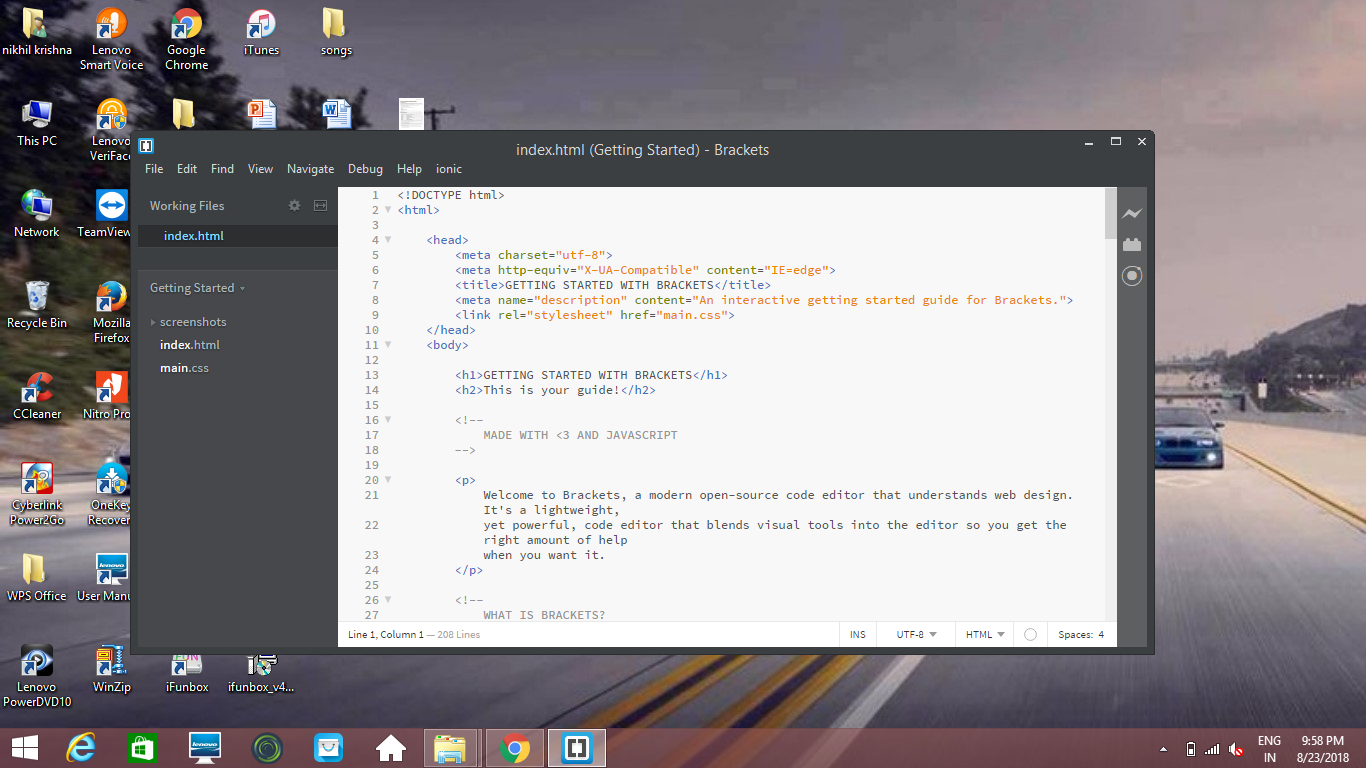 nikhil krishna
Lenovo
Smart Voice
Google
Chrome
iTunes
songs
This PC
Lenovo
VeriFac
Network
TeamView
Recycle Bin
Mozill
Firefox
CCleaner
Nitro Pro
Cyberlink
Power2Go
OneKey
Recover
WPS Office
User Manu
Lenovo
PowerDVD10
WinZip
iFunbox
ifunbox_v4...
index.html (Getting Started) - Brackets
File Edit Find View Navigate Debug Help ionic
Working Files
index.html
Getting Started
screenshots
index.html
main.css
1 <!DOCTYPE html>
2 <html>
3
4 <head>
5 <meta charset="utf-8">
6 <meta http-equiv="X-UA-Compatible" content="IE=edge">
7 <title>GETTING STARTED WITH BRACKETS</title>
8 <meta name="description" content="An interactive getting started guide for Brackets.">
9 <link rel="stylesheet" href="main.css">
10 </head>
11 <body>
12
13 <h1>GETTING STARTED WITH BRACKETS</h1>
14 <h2>This is your guide!</h2>
15
16 <!--
17 MADE WITH <3 AND JAVASCRIPT
18 -->
19
20 <p>
21 Welcome to Brackets, a modern open-source code editor that understands web design.
It's a lightweight,
22 yet powerful, code editor that blends visual tools into the editor so you get the
right amount of help
23 when you want it.
24 </p>
25
26 <!--
27 WHAT IS BRACKETS?
Line 1, Column 1 — 208 Lines
INS UTF-8 HTML Spaces: 4
lenovo
ENG
IN
9:58 PM
8/23/2018